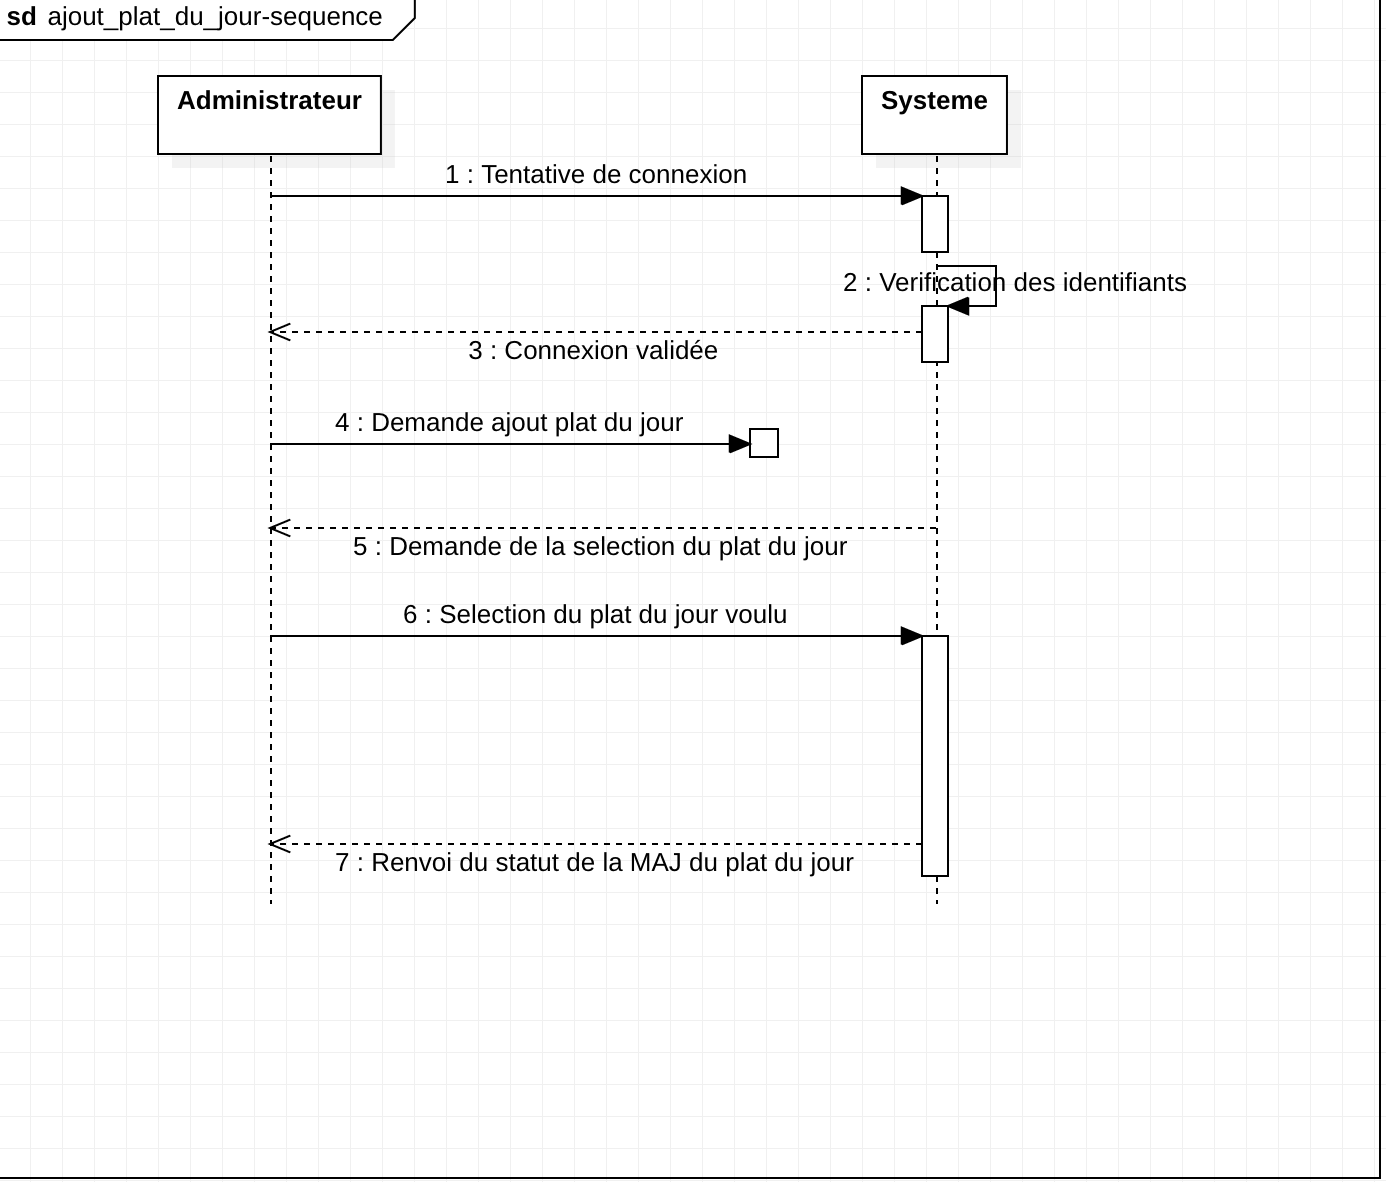 sd ajout_plat_du_jour-sequence
Administrateur
Systeme
1 : Tentative de connexion
2 : Verification des identifiants
3 : Connexion validée
4 : Demande ajout plat du jour
5 : Demande de la selection du plat du jour
6 : Selection du plat du jour voulu
7 : Renvoi du statut de la MAJ du plat du jour